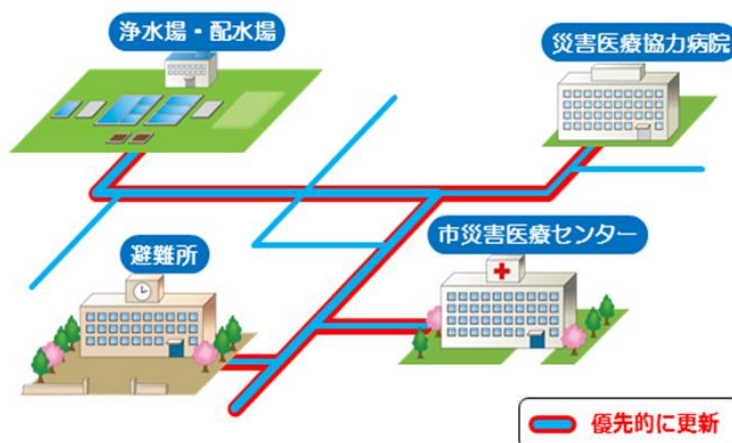 浄水場・配水場
災害医療協力病院
避難所
市災害医療センター
優先的に更新